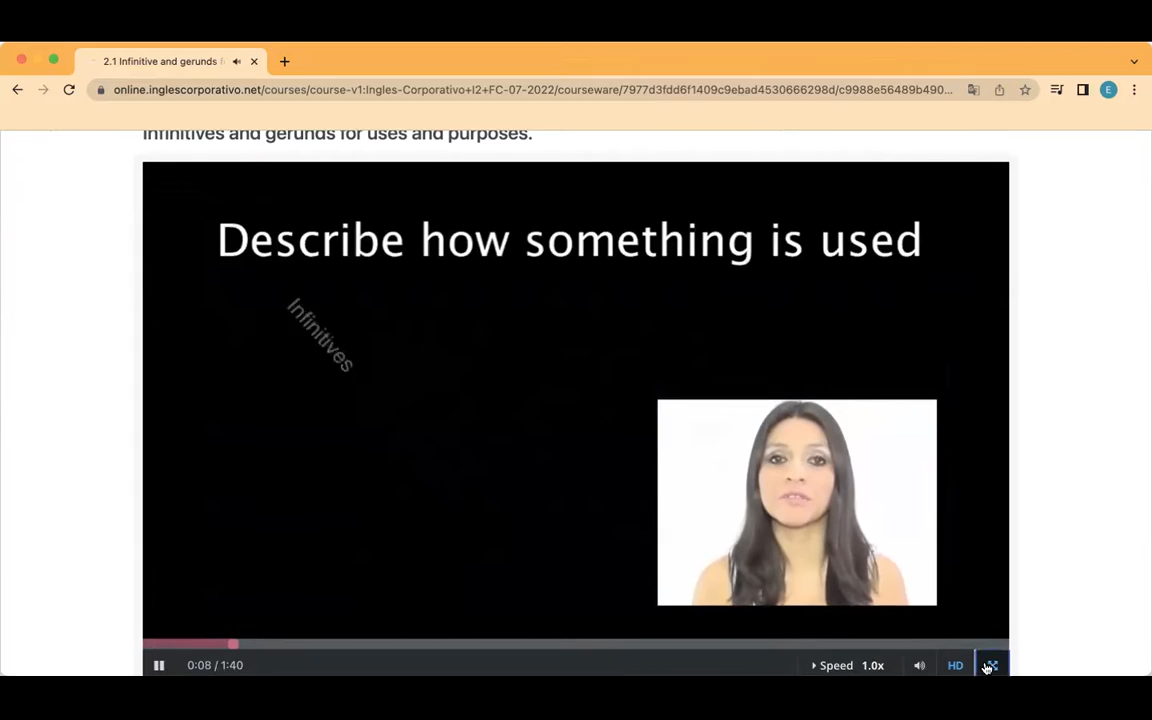 2.1 Infinitive and gerunds f
online.inglescorporativo.net/courses/course-v1:Ingles-Corporativo+I2+FC-07-2022/courseware/7977d3fdd6f1409c9ebad4530666298d/c9988e56489b490...
E
Infinitives and gerunds for uses and purposes.
Describe how something is used
Infinitives
0:08 / 1:40
Speed 1.0x
HD